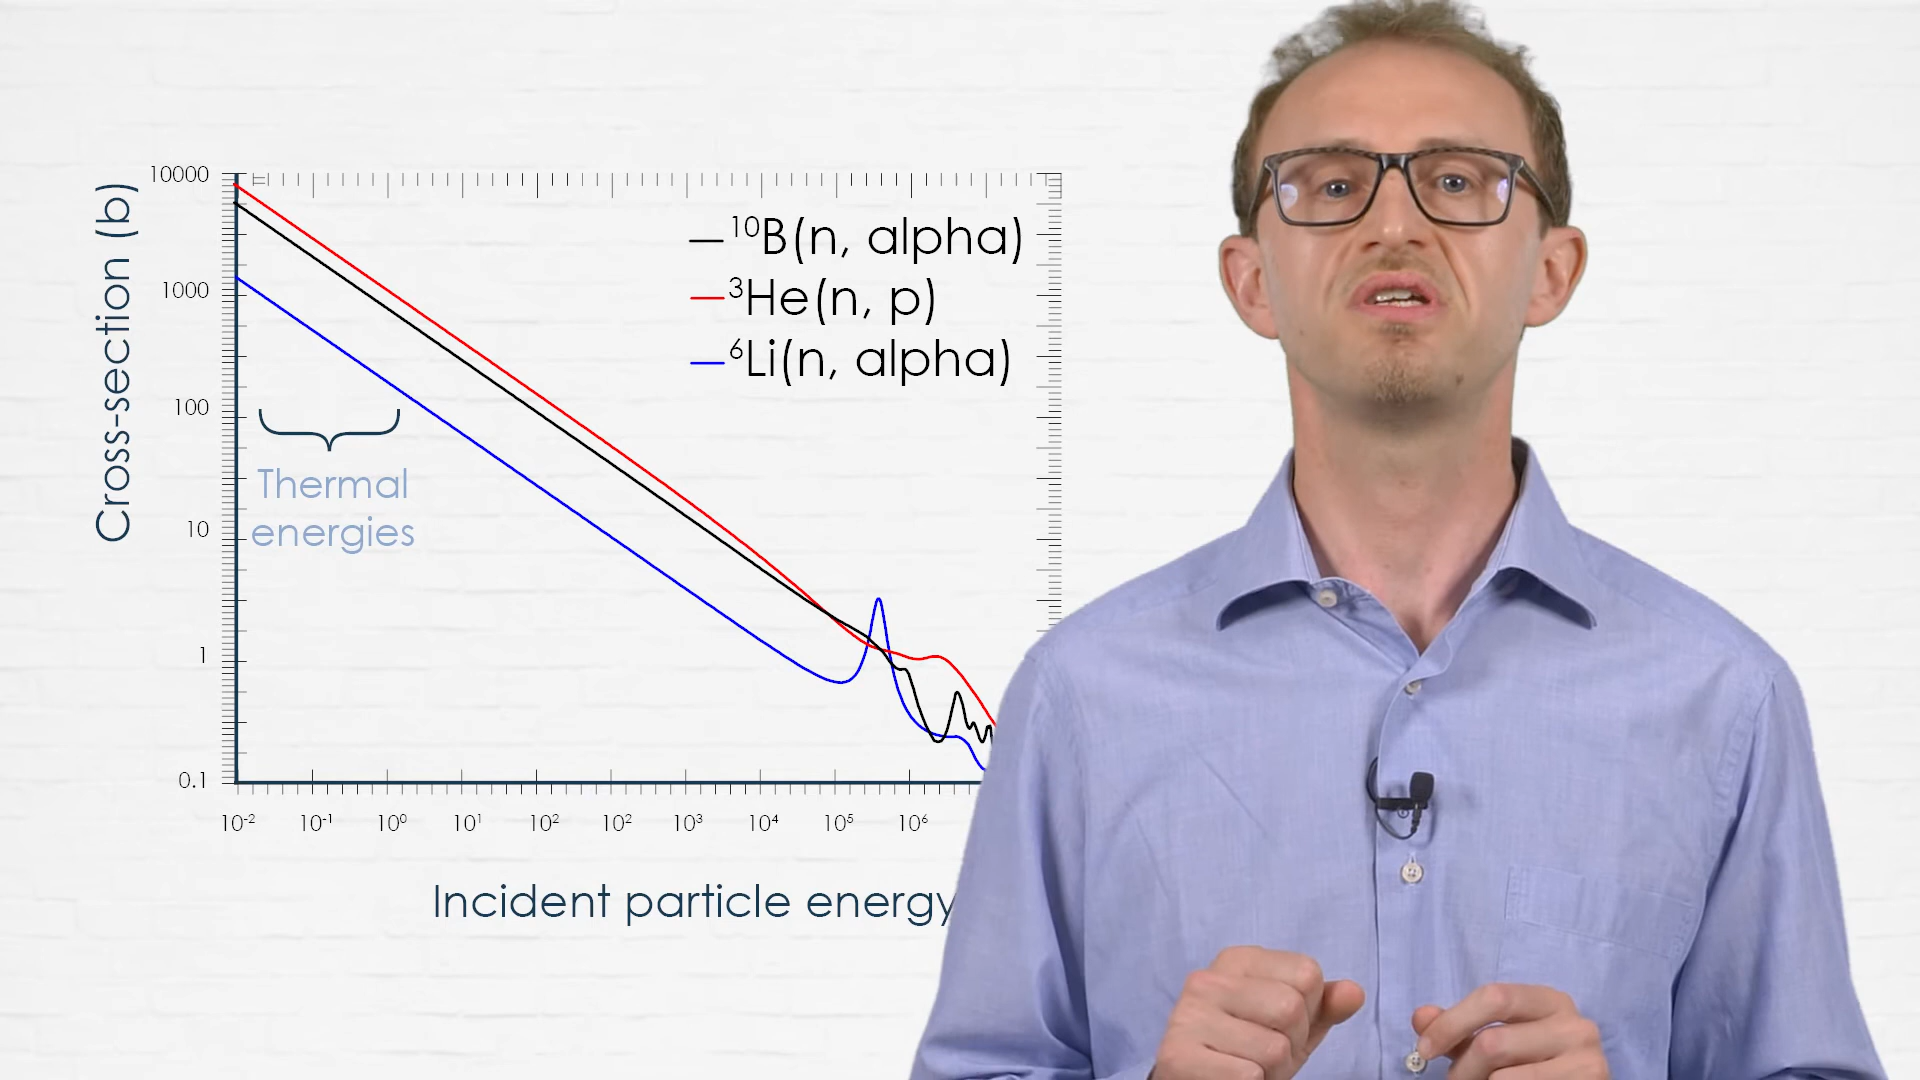 Cross-section (b)
10000
1000
100
10
1
0.1
¹⁰B(n, alpha)
³He(n, p)
⁶Li(n, alpha)
Thermal
energies
10⁻² 10⁻¹ 10⁰ 10¹ 10² 10² 10³ 10⁴ 10⁵ 10⁶
Incident particle energy